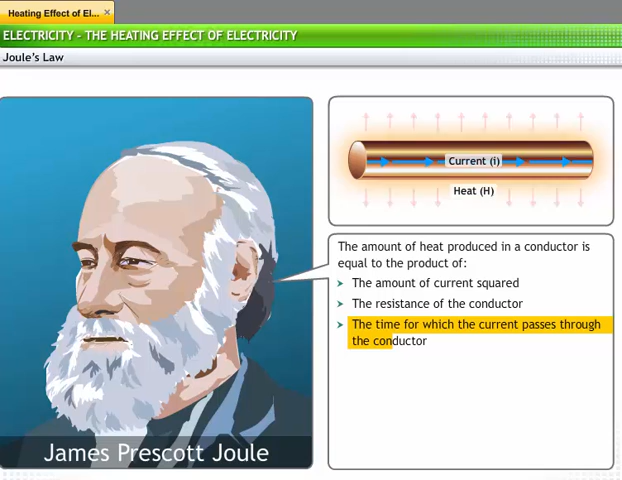 Heating Effect of El...
ELECTRICITY - THE HEATING EFFECT OF ELECTRICITY
Joule's Law
Current (i)
Heat (H)
The amount of heat produced in a conductor is
equal to the product of:
The amount of current squared
The resistance of the conductor
The time for which the current passes through
the conductor
James Prescott Joule